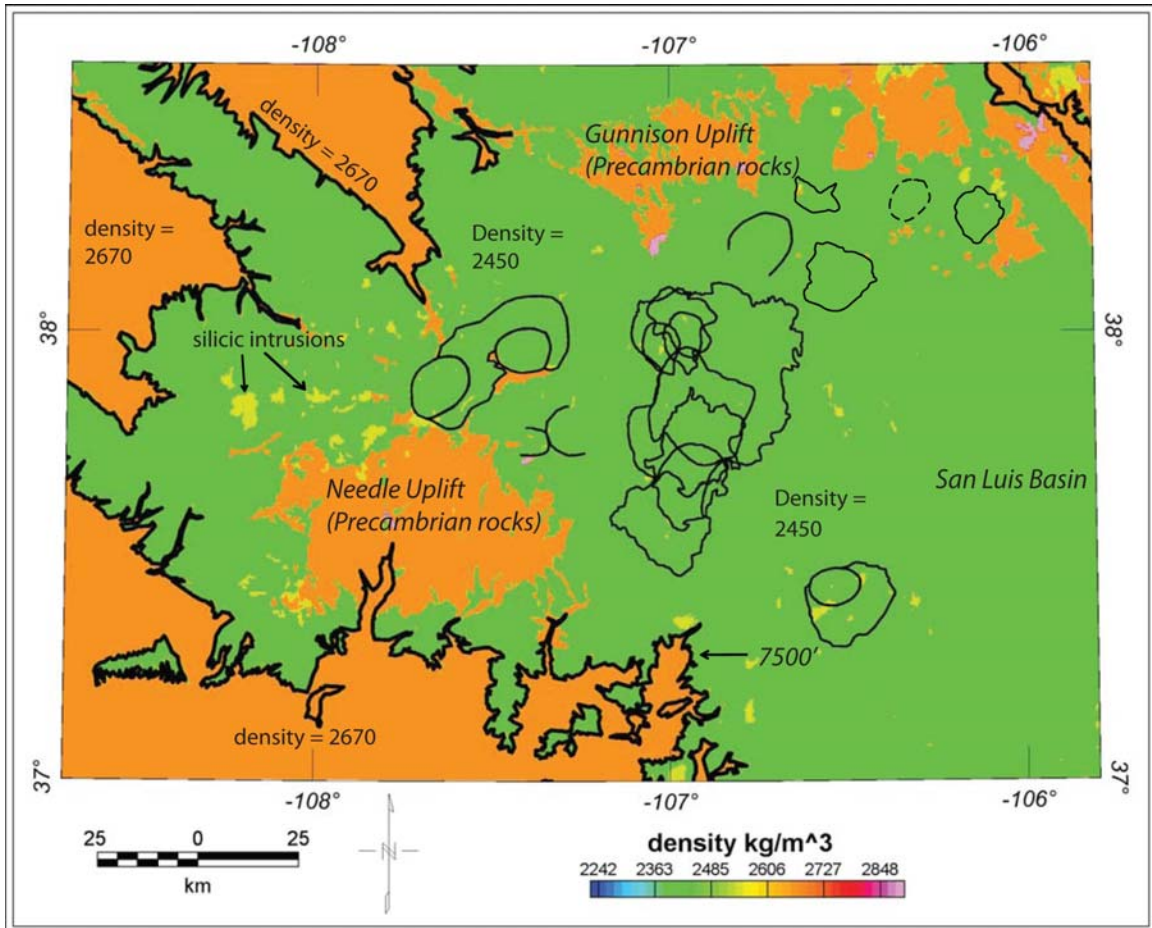 -108°
-107°
-106°
density = 2670
Gunnison Uplift
(Precambrian rocks)
density =
2670
Density =
2450
38°
38°
silicic intrusions
Needle Uplift
(Precambrian rocks)
San Luis Basin
Density =
2450
7500'
density = 2670
37°
37°
-108°
-107°
-106°
25 0 25
km
N
density kg/m^3
2242 2363 2485 2606 2727 2848